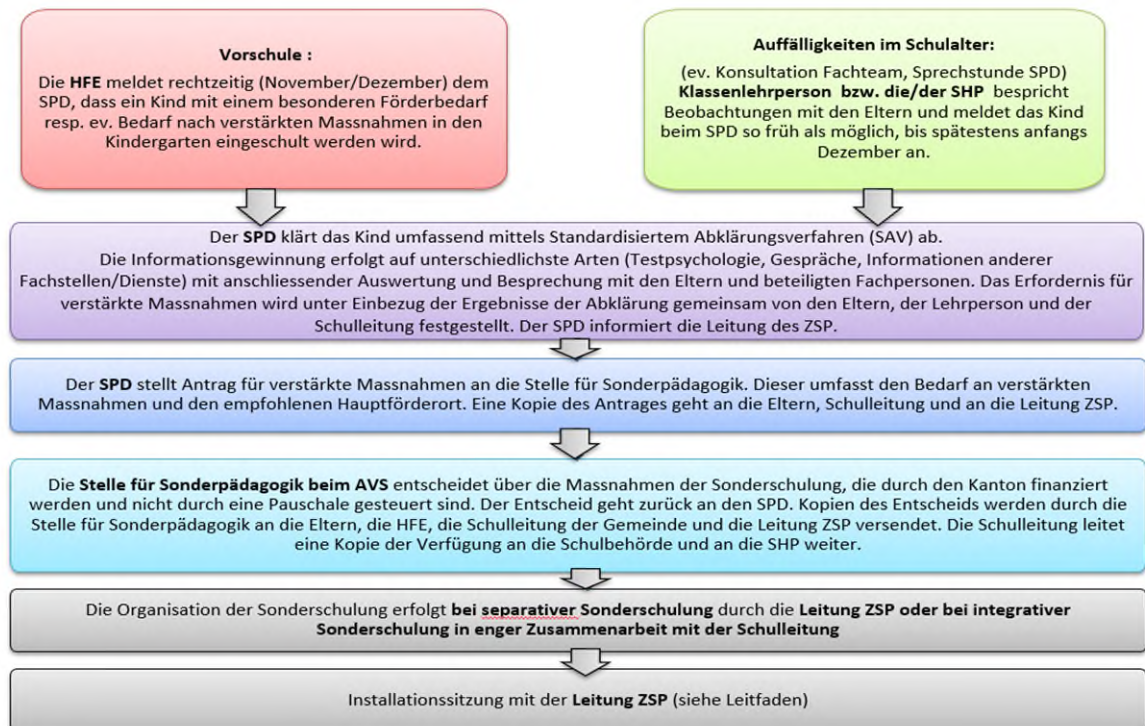 Vorschule :
Die HFE meldet rechtzeitig (November/Dezember) dem
SPD, dass ein Kind mit einem besonderen Förderbedarf
resp. ev. Bedarf nach verstärkten Massnahmen in den
Kindergarten eingeschult werden wird.
Auffälligkeiten im Schulalter:
(ev. Konsultation Fachteam, Sprechstunde SPD)
Klassenlehrperson bzw. die/der SHP bespricht
Beobachtungen mit den Eltern und meldet das Kind
beim SPD so früh als möglich, bis spätestens anfangs
Dezember an.
Der SPD klärt das Kind umfassend mittels Standardisiertem Abklärungsverfahren (SAV) ab.
Die Informationsgewinnung erfolgt auf unterschiedlichste Arten (Testpsychologie, Gespräche, Informationen anderer
Fachstellen/Dienste) mit anschliessender Auswertung und Besprechung mit den Eltern und beteiligten Fachpersonen. Das Erfordernis für
verstärkte Massnahmen wird unter Einbezug der Ergebnisse der Abklärung gemeinsam von den Eltern, der Lehrperson und der
Schulleitung festgestellt. Der SPD informiert die Leitung des ZSP.
Der SPD stellt Antrag für verstärkte Massnahmen an die Stelle für Sonderpädagogik. Dieser umfasst den Bedarf an verstärkten
Massnahmen und den empfohlenen Hauptförderort. Eine Kopie des Antrages geht an die Eltern, Schulleitung und an die Leitung ZSP.
Die Stelle für Sonderpädagogik beim AVS entscheidet über die Massnahmen der Sonderschulung, die durch den Kanton finanziert
werden und nicht durch eine Pauschale gesteuert sind. Der Entscheid geht zurück an den SPD. Kopien des Entscheids werden durch die
Stelle für Sonderpädagogik an die Eltern, die HFE, die Schulleitung der Gemeinde und die Leitung ZSP versendet. Die Schulleitung leitet
eine Kopie der Verfügung an die Schulbehörde und an die SHP weiter.
Die Organisation der Sonderschulung erfolgt bei separativer Sonderschulung durch die Leitung ZSP oder bei integrativer
Sonderschulung in enger Zusammenarbeit mit der Schulleitung
Installationssitzung mit der Leitung ZSP (siehe Leitfaden)